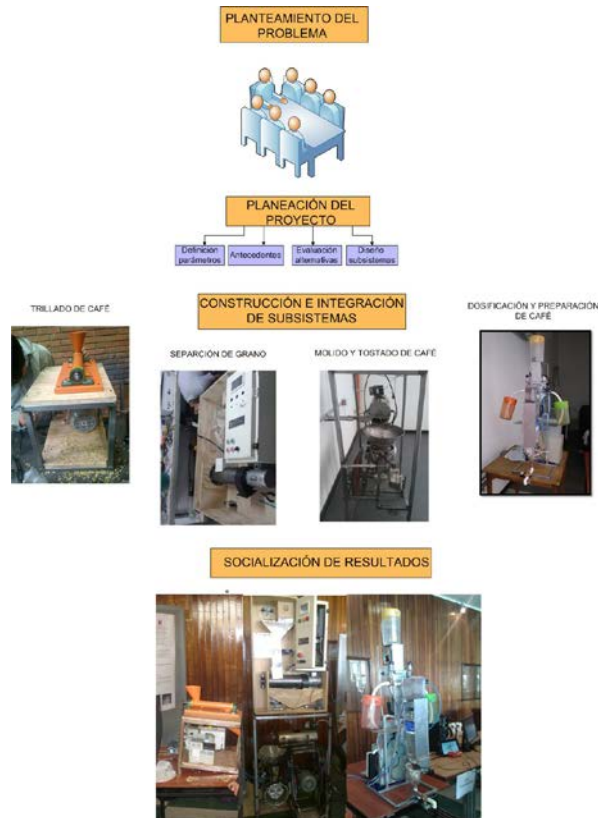 PLANTEAMIENTO DEL
PROBLEMA
PLANEACIÓN DEL
PROYECTO
Definición
parámetros
Antecedentes
Evaluación
alternativas
Diseño
subsistemas
CONSTRUCCIÓN E INTEGRACIÓN
DE SUBSISTEMAS
TRILLADO DE CAFÉ
SEPARCIÓN DE GRANO
MOLIDO Y TOSTADO DE CAFÉ
DOSIFICACIÓN Y PREPARACIÓN
DE CAFÉ
SOCIALIZACIÓN DE RESULTADOS